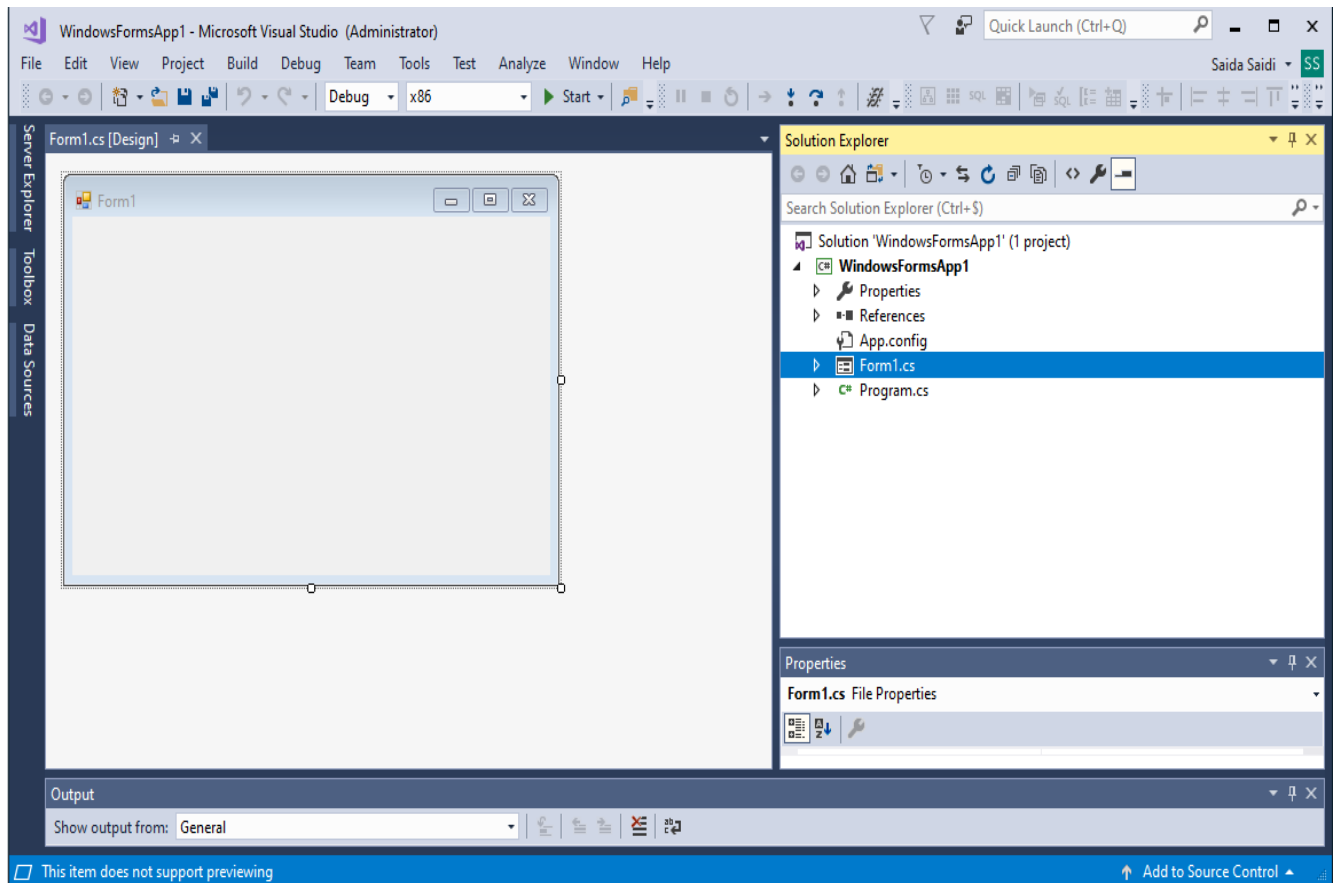 WindowsFormsApp1 - Microsoft Visual Studio (Administrator)
Quick Launch (Ctrl+Q)
File Edit View Project Build Debug Team Tools Test Analyze Window Help
Saida Saidi SS
Debug x86 Start
Server Explorer
Toolbox
Data Sources
Form1.cs [Design]
Form1
Solution Explorer
Search Solution Explorer (Ctrl+$)
Solution 'WindowsFormsApp1' (1 project)
C# WindowsFormsApp1
Properties
References
App.config
Form1.cs
C# Program.cs
Properties
Form1.cs File Properties
Output
Show output from: General
This item does not support previewing
Add to Source Control